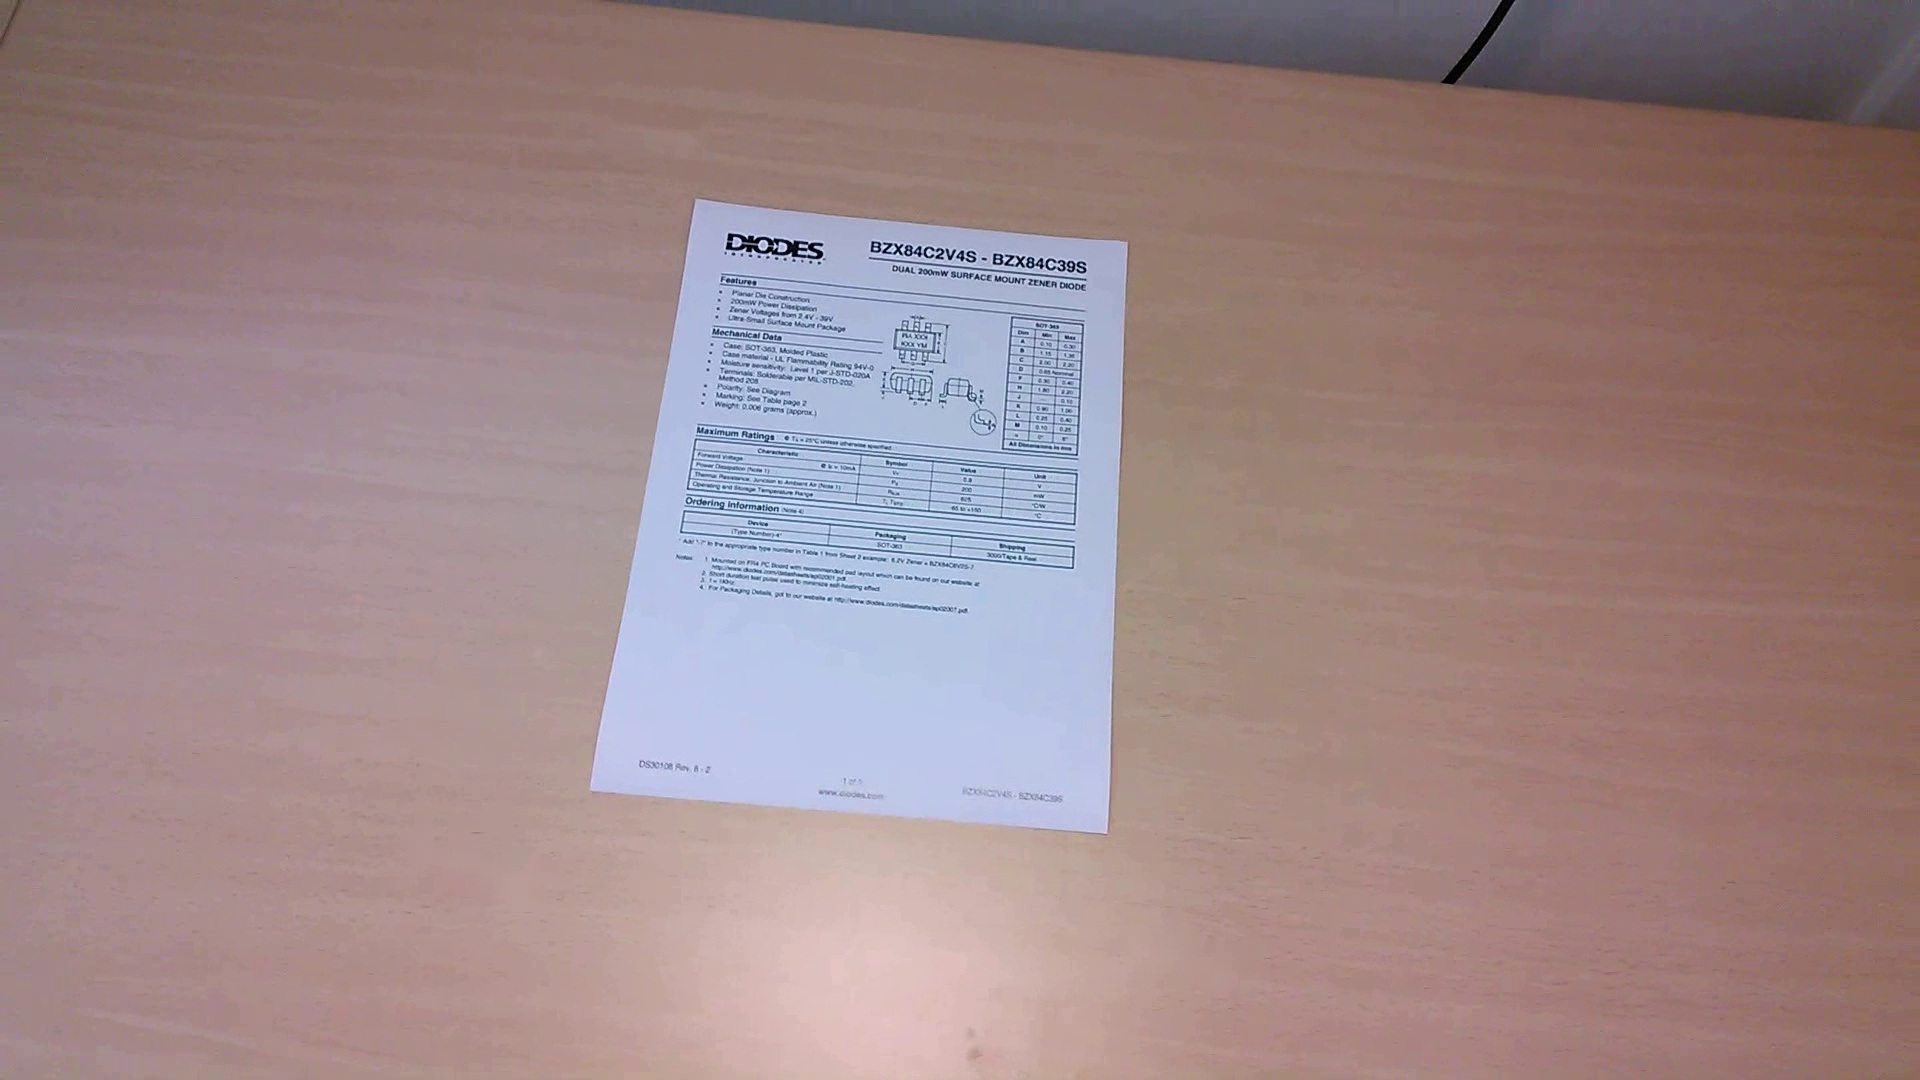 DIODES
INCORPORATED
BZX84C2V4S - BZX84C39S
DUAL 200mW SURFACE MOUNT ZENER DIODE
Features
• Planar Die Construction
• 200mW Power Dissipation
• Zener Voltages from 2.4V - 39V
• Ultra-Small Surface Mount Package
Mechanical Data
• Case: SOT-363, Molded Plastic
• Case material - UL Flammability Rating 94V-0
• Moisture sensitivity: Level 1 per J-STD-020A
• Terminals: Solderable per MIL-STD-202,
Method 208
• Polarity: See Diagram
• Marking: See Table page 2
• Weight: 0.006 grams (approx.)
KXX YM
SOT-363
Dim Min Max
A 0.10 0.30
B 1.15 1.35
C 2.00 2.20
D 0.65 Nominal
F 0.30 0.40
H 1.80 2.20
J 0.10
K 0.90 1.00
L 0.25 0.40
M 0.10 0.25
0° 8°
All Dimensions in mm
Maximum Ratings @ TA = 25°C unless otherwise specified
Characteristic Symbol Value Unit
Forward Voltage @ IF = 10mA VF 0.9 V
Power Dissipation (Note 1) Pd 200 mW
Thermal Resistance, Junction to Ambient Air (Note 1) RθJA 625 °C/W
Operating and Storage Temperature Range Tj, TSTG -65 to +150 °C
Ordering Information (Note 4)
Device Packaging Shipping
(Type Number)-7* SOT-363 3000/Tape & Reel
* Add "-7" to the appropriate type number in Table 1 from Sheet 2 example: 6.2V Zener = BZX84C6V2S-7
Notes: 1. Mounted on FR4 PC Board with recommended pad layout which can be found on our website at
http://www.diodes.com/datasheets/ap02001.pdf.
2. Short duration test pulse used to minimize self-heating effect.
3. f = 1KHz.
4. For Packaging Details, got to our website at http://www.diodes.com/datasheets/ap02007.pdf.
DS30108 Rev. 8 - 2
www.diodes.com
BZX84C2V4S - BZX84C39S